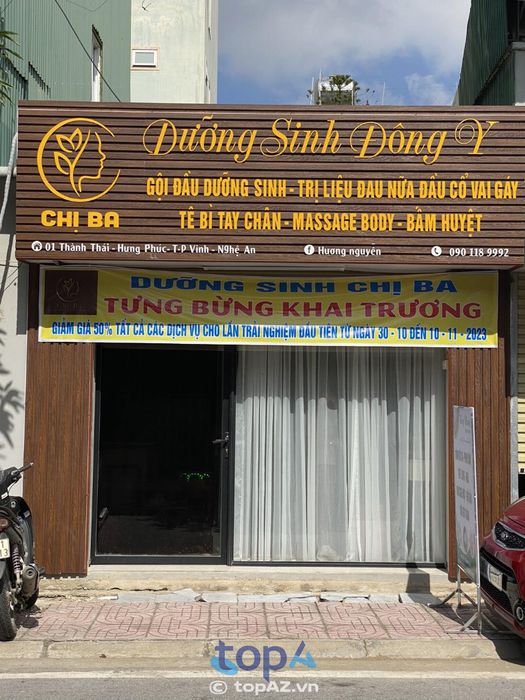 Dưỡng Sinh Đông Y
CHỊ BA
GỘI ĐẦU DƯỠNG SINH - TRỊ LIỆU ĐAU NỮA ĐẦU CỔ VAI GÁY
TÊ BÌ TAY CHÂN - MASSAGE BODY - BẤM HUYỆT
01 Thành Thái - Hưng Phúc - T-P Vinh - N9hệ An
Hương nguyễn
090 118 9992
DƯỠNG SINH CHỊ BA
TƯNG BỪNG KHAI TRƯƠNG
GIẢM GIÁ 50% TẤT CẢ CÁC DỊCH VỤ CHO LẦN TRẢI NGHIỆM ĐẦU TIÊN TỪ NGÀY 30 - 10 ĐẾN 10 - 11 - 2023
topA
© topAZ.vn